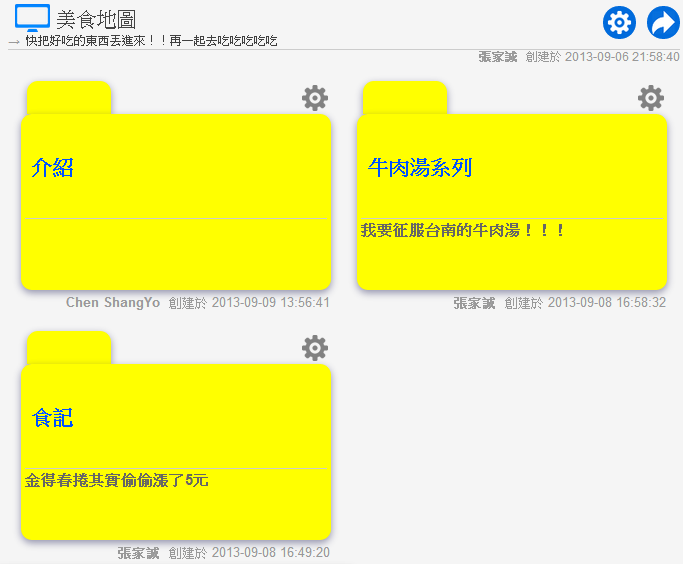 美食地圖
→ 快把好吃的東西丟進來！！再一起去吃吃吃吃吃
張家誠 創建於 2013-09-06 21:58:40
介紹
Chen ShangYo 創建於 2013-09-09 13:56:41
牛肉湯系列
我要征服台南的牛肉湯！！！
張家誠 創建於 2013-09-08 16:58:32
食記
金得春捲其實偷偷漲了5元
張家誠 創建於 2013-09-08 16:49:20